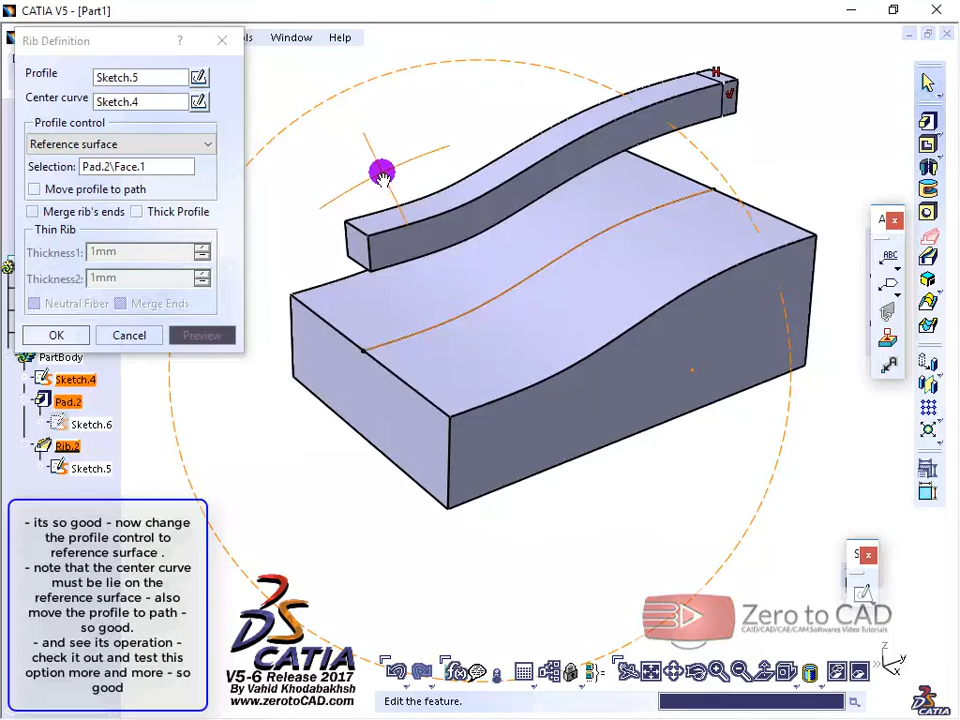 CATIA V5 - [Part1]
Rib Definition
?
ls
Window
Help
Profile
Sketch.5
Center curve
Sketch.4
Profile control
Reference surface
Selection:
Pad.2\Face.1
Move profile to path
Merge rib's ends
Thick Profile
Thin Rib
Thickness1:
1mm
Thickness2:
1mm
Neutral Fiber
Merge Ends
OK
Cancel
Preview
PartBody
Sketch.4
Pad.2
Sketch.6
Rib.2
Sketch.5
H
V
A
ABC
S
- its so good - now change
the profile control to
reference surface .
- note that the center curve
must be lie on the
reference surface - also
move the profile to path -
so good.
- and see its operation -
check it out and test this
option more and more - so
good
CATIA
V5-6 Release 2017
By Vahid Khodabakhsh
www.zerotoCAD.com
Zero to CAD
CAID/CAD/CAE/CAM Softwares Video Tutorials
z
y
x
Edit the feature.
CATIA